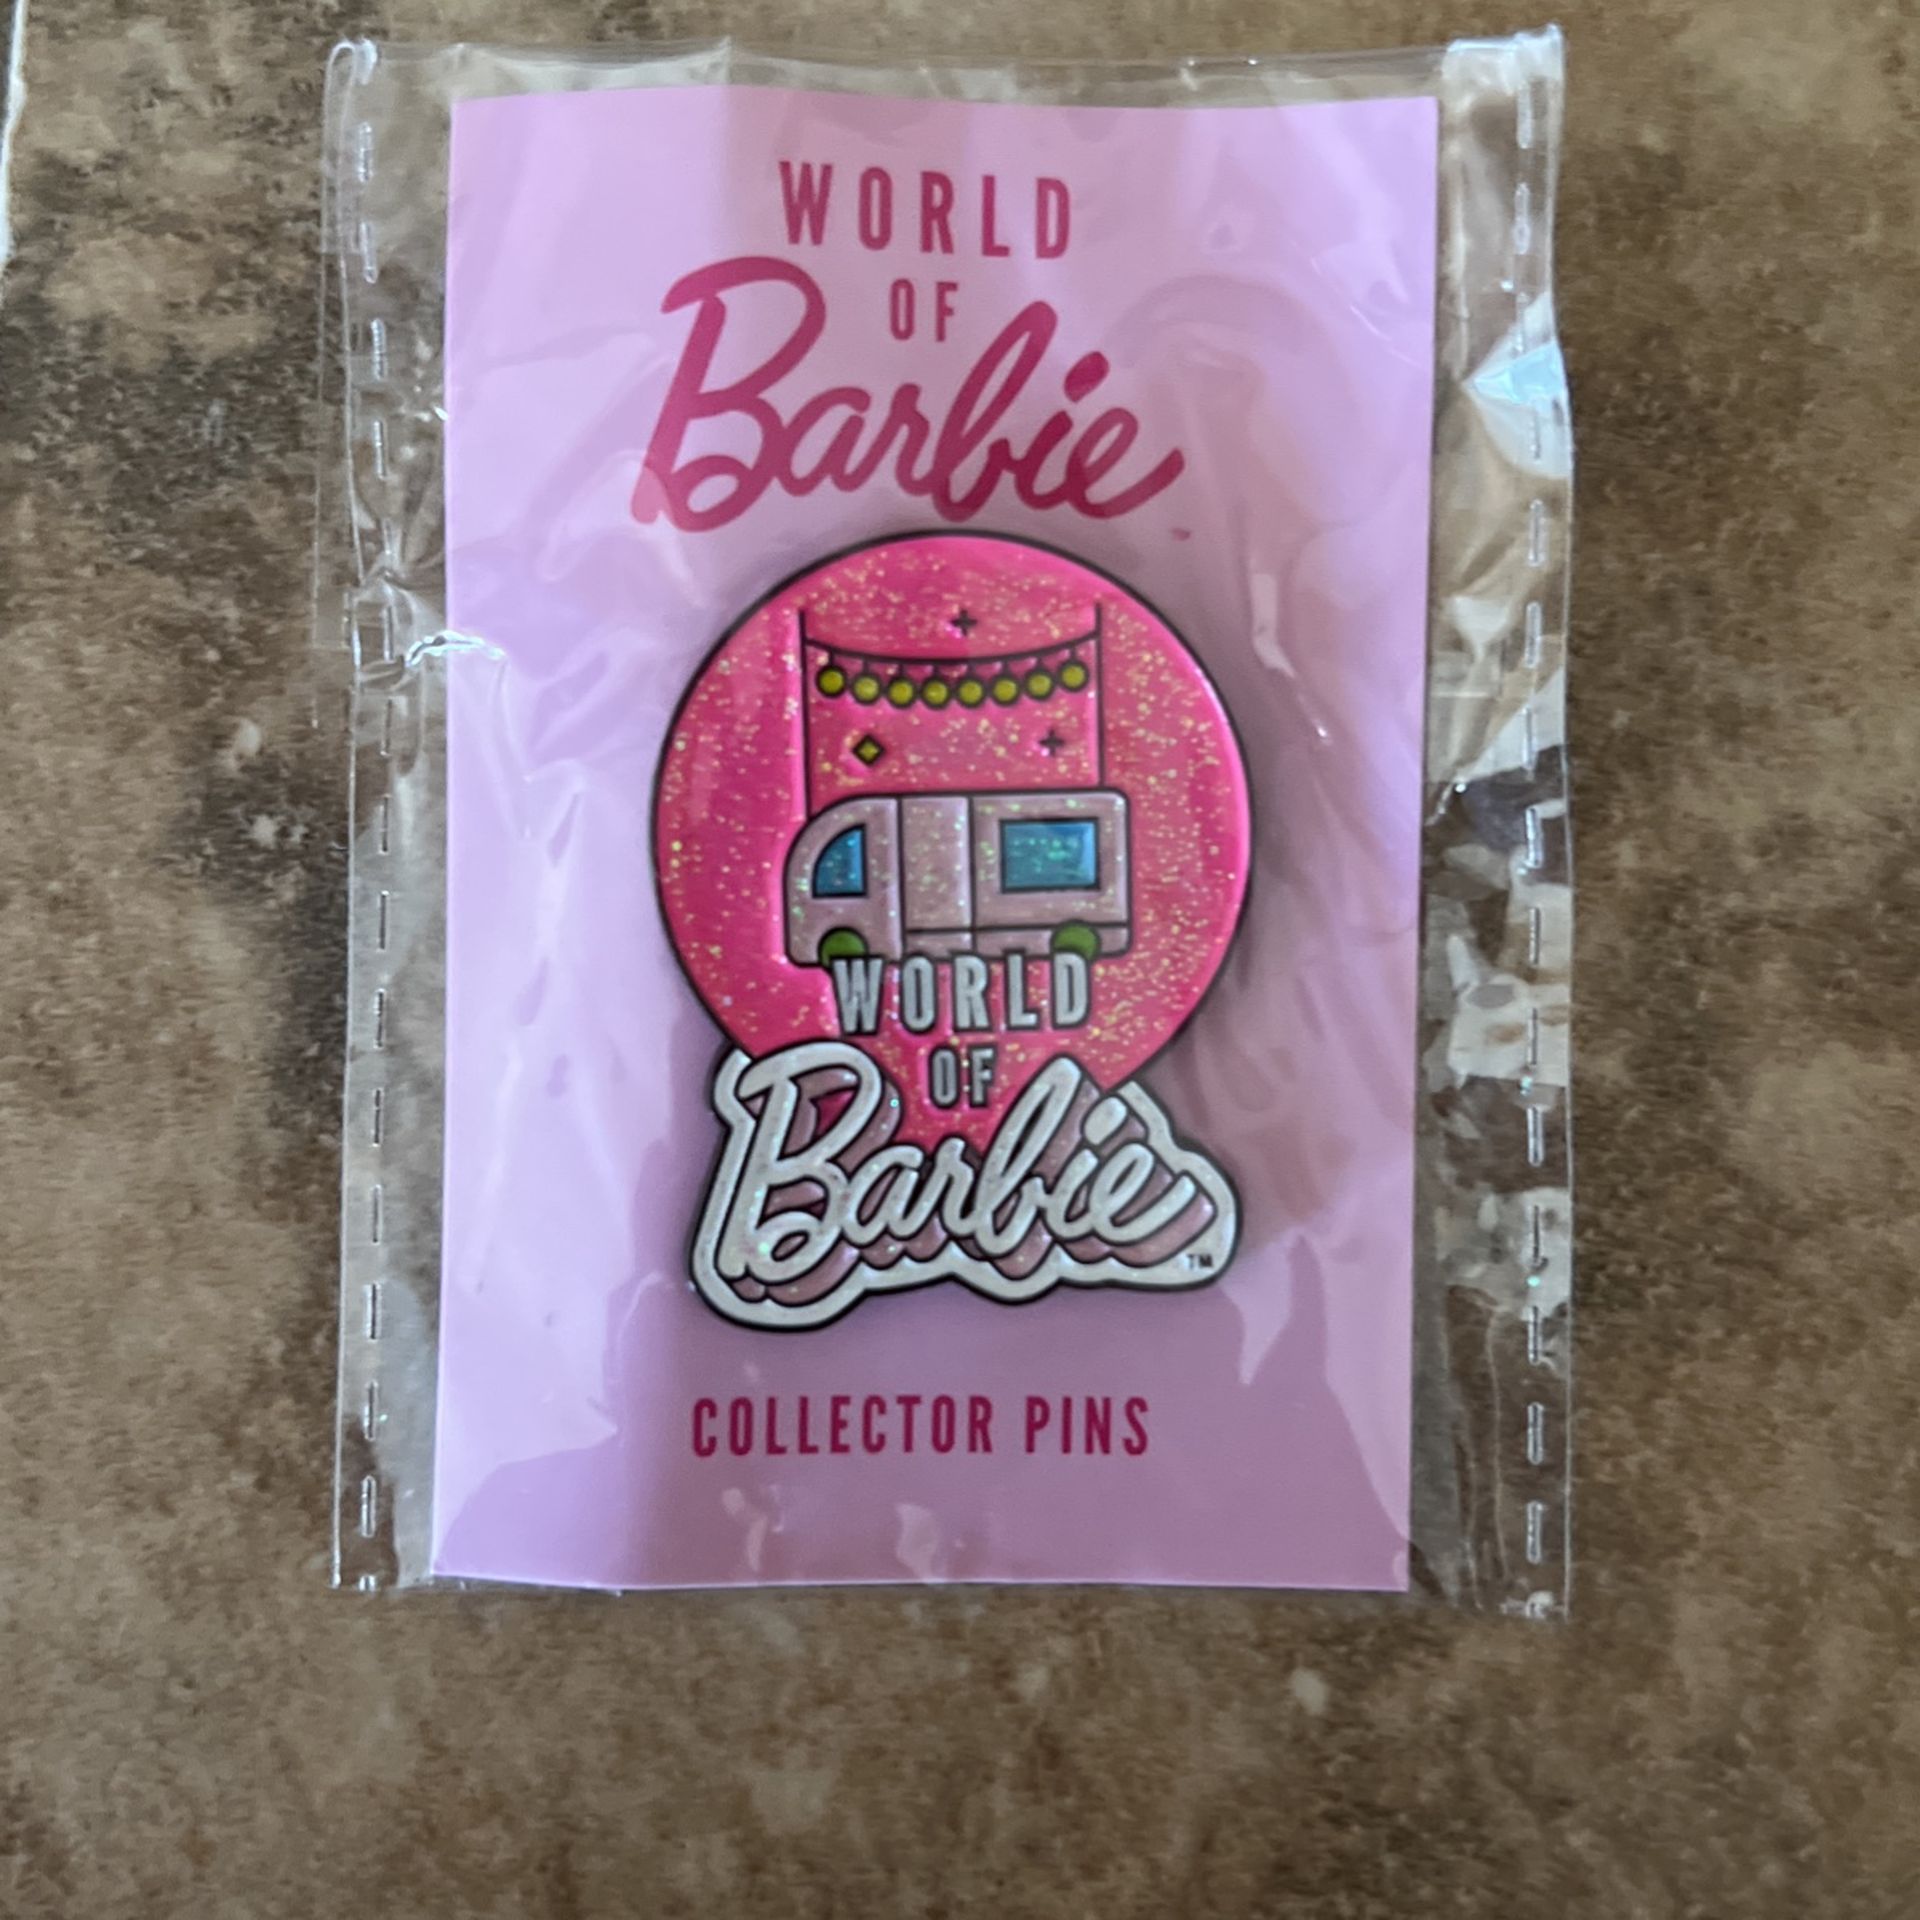 WORLD
OF
Barbie
WORLD
OF
Barbie
TM
COLLECTOR PINS